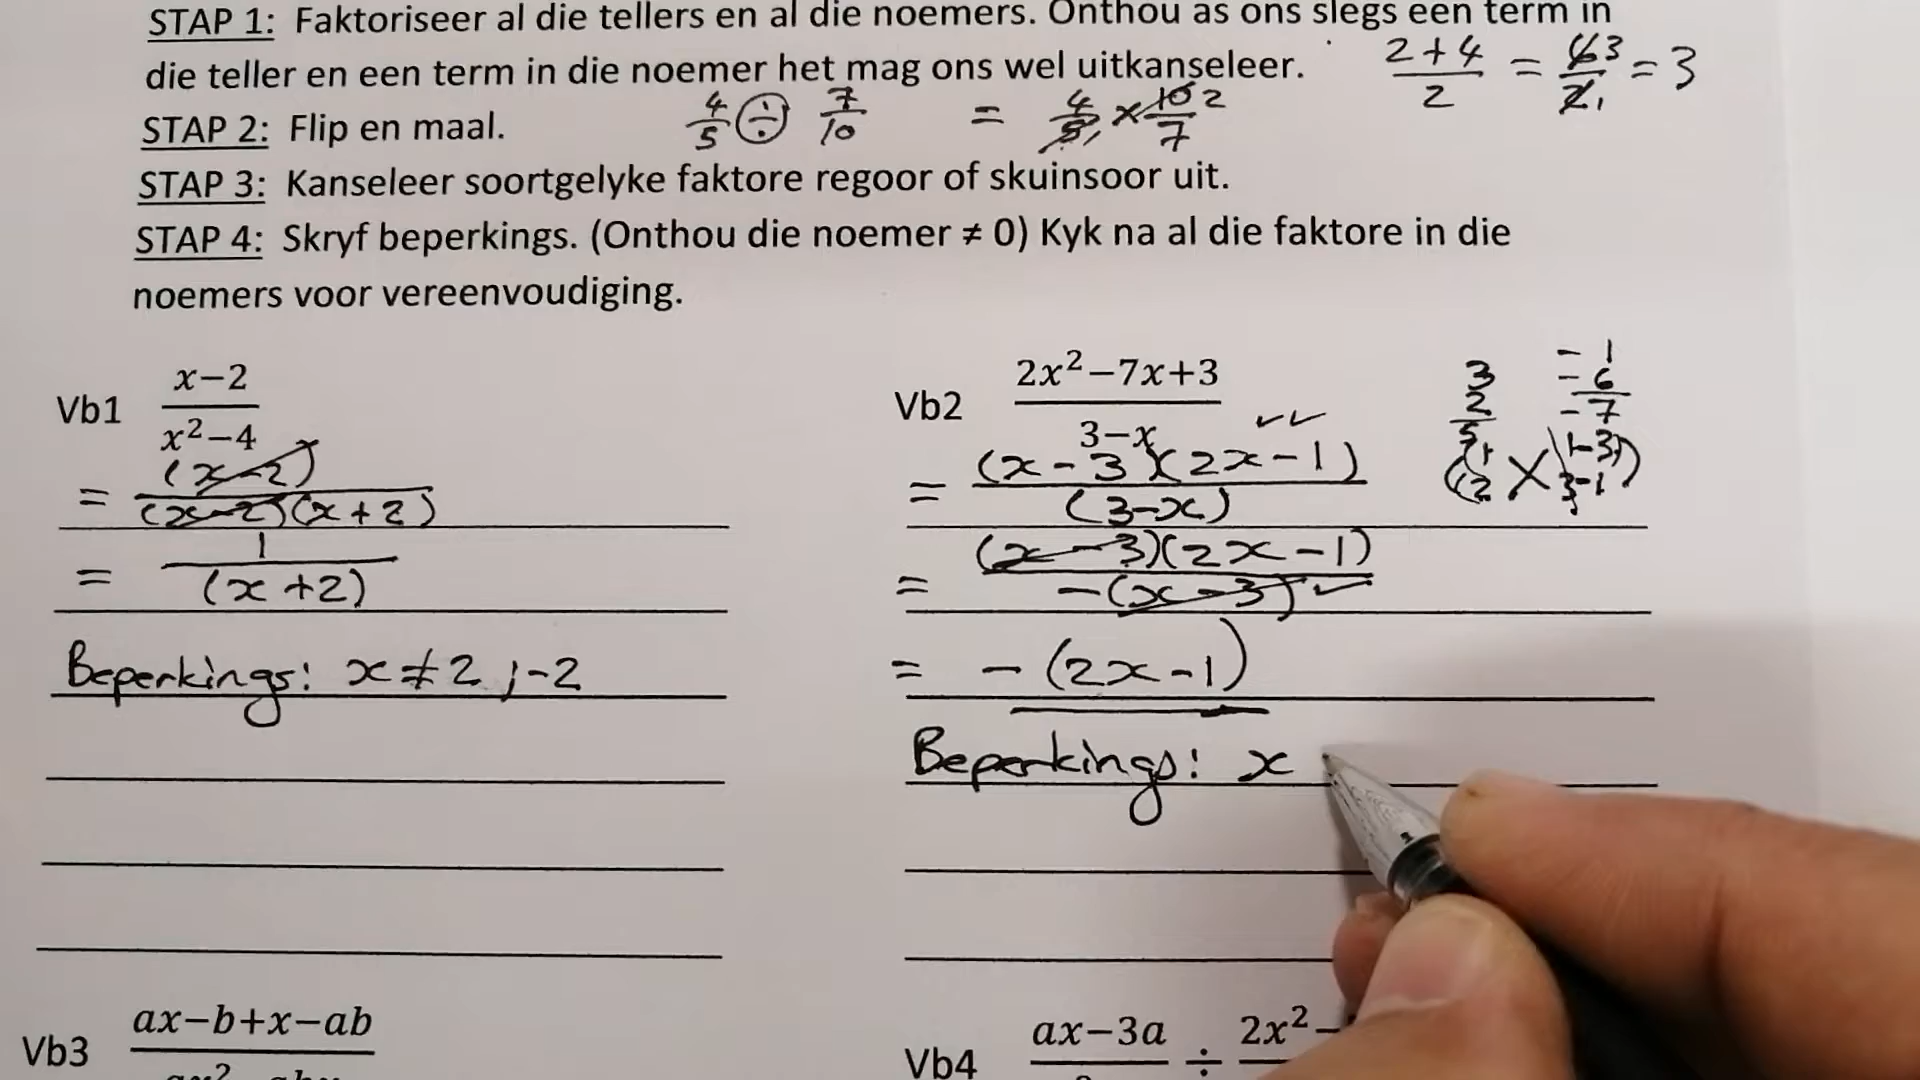 STAP 1: Faktoriseer al die tellers en al die noemers. Onthou as ons slegs een term in
die teller en een term in die noemer het mag ons wel uitkanseleer.
2+4/2 = 6 3/2 1 = 3
STAP 2: Flip en maal.
4/5 ÷ 7/10 = 4/5 1 × 10 2/7
STAP 3: Kanseleer soortgelyke faktore regoor of skuinsoor uit.
STAP 4: Skryf beperkings. (Onthou die noemer ≠ 0) Kyk na al die faktore in die
noemers voor vereenvoudiging.
Vb1
x−2
x²−4
= (x−2)
(x−2)(x+2)
= 1
(x+2)
Beperkings: x ≠ 2 ; −2
Vb2
2x²−7x+3
3−x
= (x−3)(2x−1)
(3−x)
= (x−3)(2x−1)
−(x−3)
= −(2x−1)
Beperkings: x
3
2
5
−1
−6
−7
Vb3
ax−b+x−ab
Vb4
ax−3a ÷ 2x²−